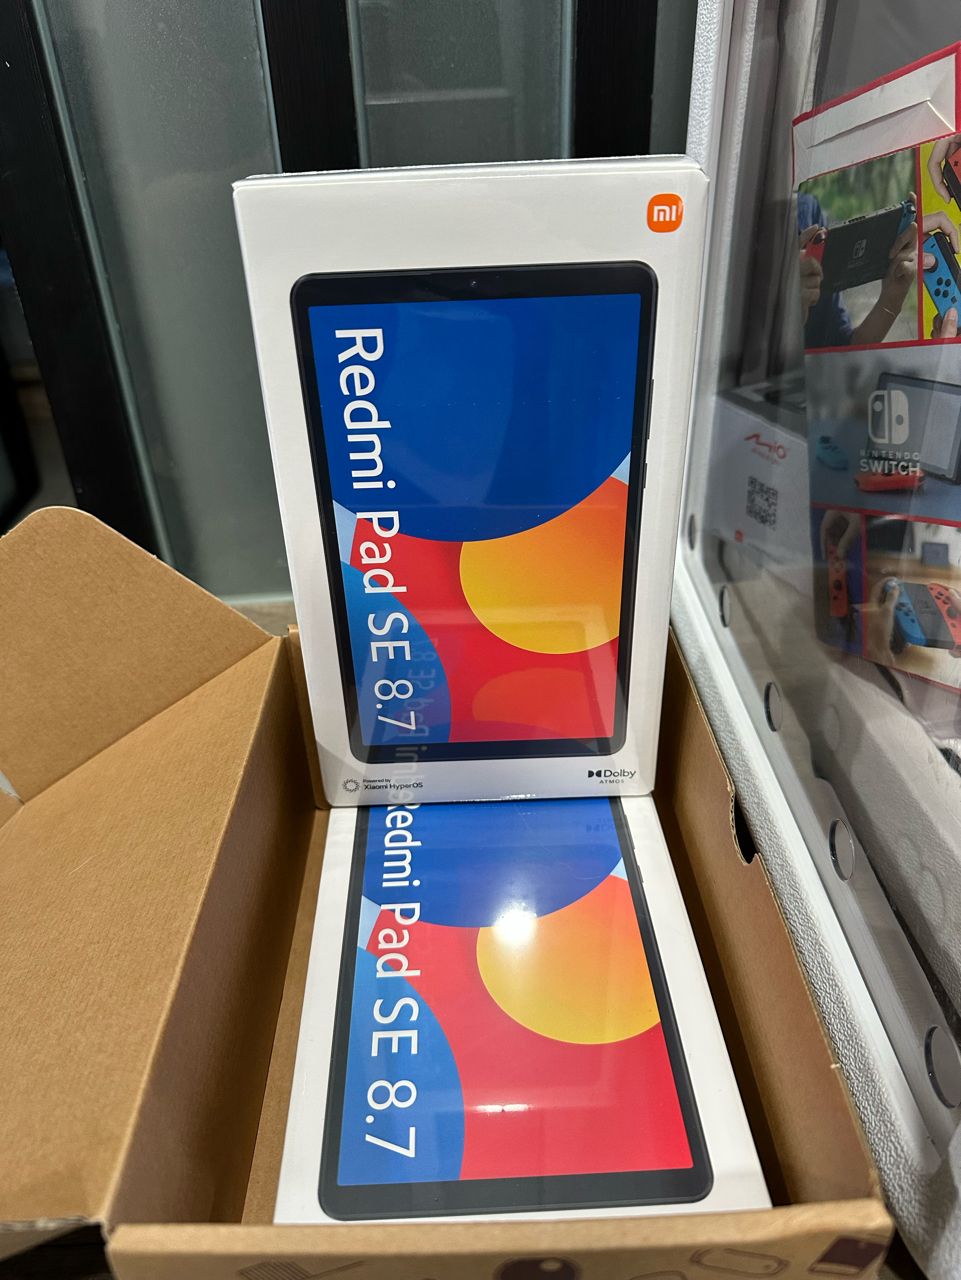 mi
Redmi Pad SE 8.7
Powered by
Xiaomi HyperOS
Dolby
ATMOS
Redmi Pad SE 8.7
Mio
NINTENDO
SWITCH